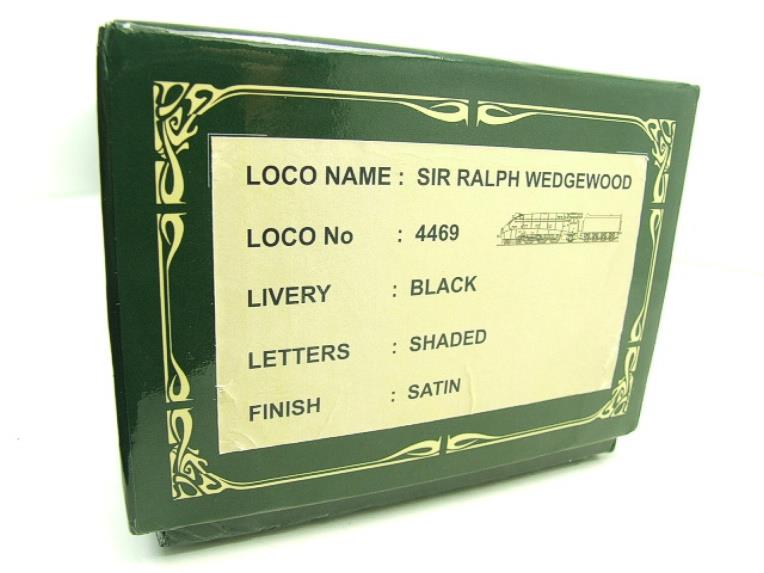 LOCO NAME : SIR RALPH WEDGEWOOD
LOCO No : 4469
LIVERY : BLACK
LETTERS : SHADED
FINISH : SATIN